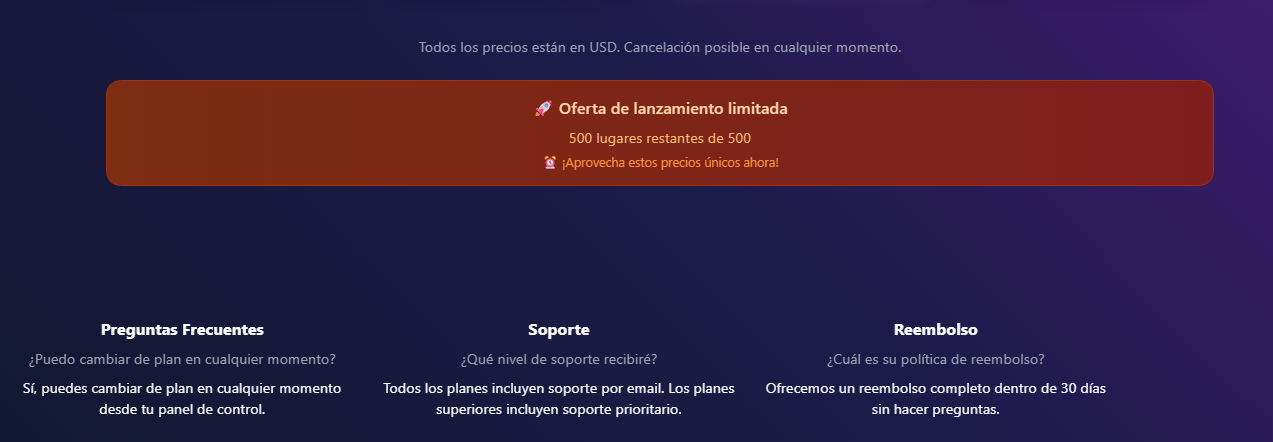 Todos los precios están en USD. Cancelación posible en cualquier momento.
🚀 Oferta de lanzamiento limitada
500 lugares restantes de 500
⏰ ¡Aprovecha estos precios únicos ahora!
Preguntas Frecuentes
¿Puedo cambiar de plan en cualquier momento?
Sí, puedes cambiar de plan en cualquier momento
desde tu panel de control.
Soporte
¿Qué nivel de soporte recibiré?
Todos los planes incluyen soporte por email. Los planes
superiores incluyen soporte prioritario.
Reembolso
¿Cuál es su política de reembolso?
Ofrecemos un reembolso completo dentro de 30 días
sin hacer preguntas.